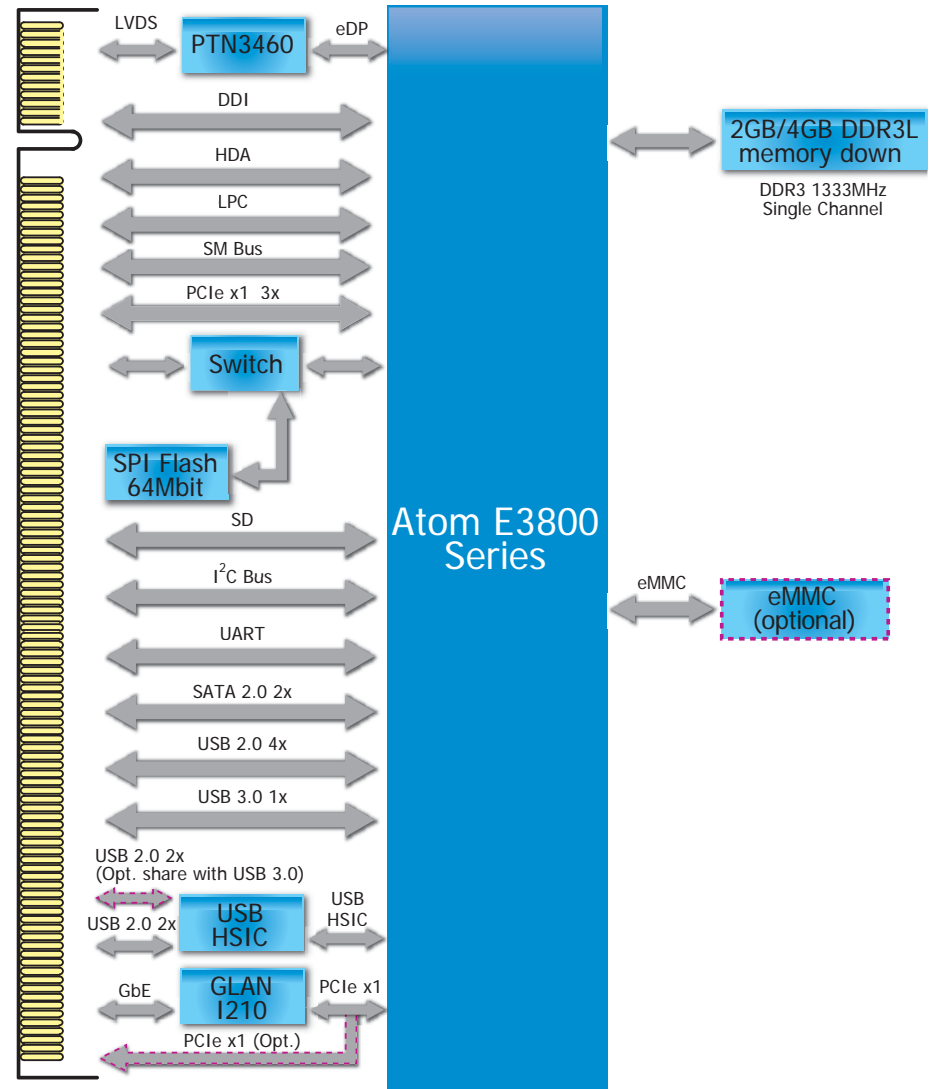 LVDS
PTN3460
eDP
DDI
HDA
LPC
SM Bus
PCIe x1 3x
Switch
SPI Flash
64Mbit
SD
I²C Bus
UART
SATA 2.0 2x
USB 2.0 4x
USB 3.0 1x
USB 2.0 2x
(Opt. share with USB 3.0)
USB 2.0 2x
USB
HSIC
USB
HSIC
GbE
GLAN
I210
PCIe x1
PCIe x1 (Opt.)
Atom E3800
Series
2GB/4GB DDR3L
memory down
DDR3 1333MHz
Single Channel
eMMC
eMMC
(optional)